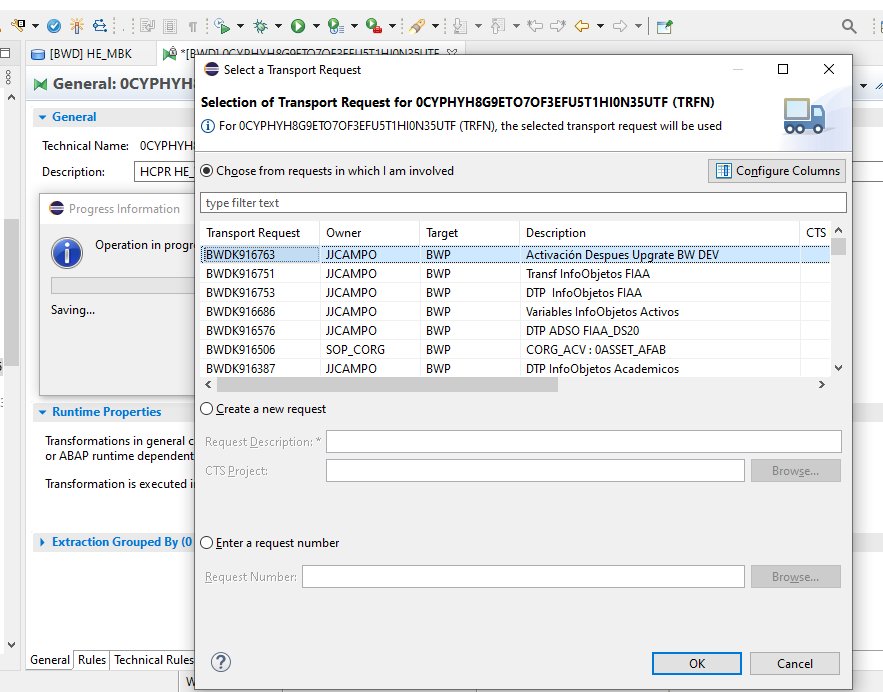 [BWD] HE_MBK
*[BWD] 0CYPHYH8G9ETO7OF3EFU5T1HI0N35UTF
General: 0CYPHYH
General
Technical Name: 0CYPHYH
Description: HCPR HE_
Progress Information
Operation in progre
Saving...
Runtime Properties
Transformations in general c
or ABAP runtime dependent
Transformation is executed i
Extraction Grouped By (0
General Rules Technical Rules
Select a Transport Request
Selection of Transport Request for 0CYPHYH8G9ETO7OF3EFU5T1HI0N35UTF (TRFN)
For 0CYPHYH8G9ETO7OF3EFU5T1HI0N35UTF (TRFN), the selected transport request will be used
Choose from requests in which I am involved
Configure Columns
type filter text
Transport Request Owner Target Description CTS
BWDK916763 JJCAMPO BWP Activación Despues Upgrate BW DEV
BWDK916751 JJCAMPO BWP Transf InfoObjetos FIAA
BWDK916753 JJCAMPO BWP DTP InfoObjetos FIAA
BWDK916686 JJCAMPO BWP Variables InfoObjetos Activos
BWDK916576 JJCAMPO BWP DTP ADSO FIAA_DS20
BWDK916506 SOP_CORG BWP CORG_ACV : 0ASSET_AFAB
BWDK916387 JJCAMPO BWP DTP InfoObjetos Academicos
Create a new request
Request Description: *
CTS Project: Browse...
Enter a request number
Request Number: Browse...
OK Cancel